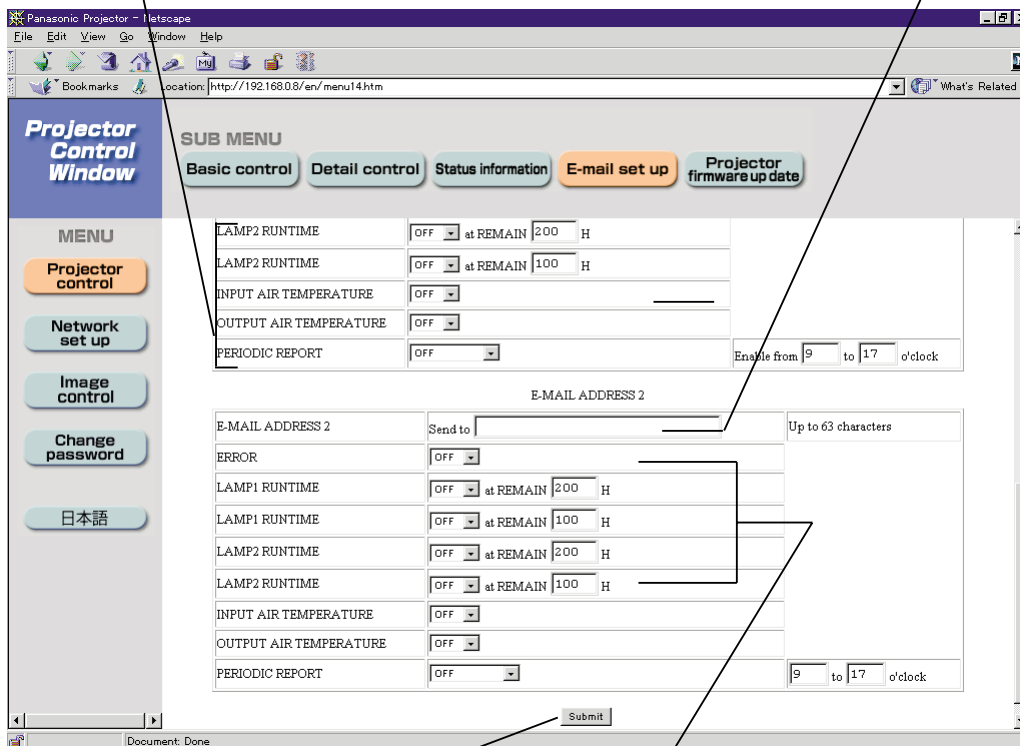 Panasonic Projector - Netscape
File Edit View Go Window Help
My
Bookmarks Location: http://192.168.0.8/en/menu14.htm What's Related
Projector
Control
Window
SUB MENU
Basic control Detail control Status information E-mail set up Projector firmware up date
MENU
Projector control
Network set up
Image control
Change password
日本語
LAMP2 RUNTIME OFF at REMAIN 200 H
LAMP2 RUNTIME OFF at REMAIN 100 H
INPUT AIR TEMPERATURE OFF
OUTPUT AIR TEMPERATURE OFF
PERIODIC REPORT OFF Enable from 9 to 17 o'clock
E-MAIL ADDRESS 2
E-MAIL ADDRESS 2 Send to Up to 63 characters
ERROR OFF
LAMP1 RUNTIME OFF at REMAIN 200 H
LAMP1 RUNTIME OFF at REMAIN 100 H
LAMP2 RUNTIME OFF at REMAIN 200 H
LAMP2 RUNTIME OFF at REMAIN 100 H
INPUT AIR TEMPERATURE OFF
OUTPUT AIR TEMPERATURE OFF
PERIODIC REPORT OFF 9 to 17 o'clock
Submit
Document: Done